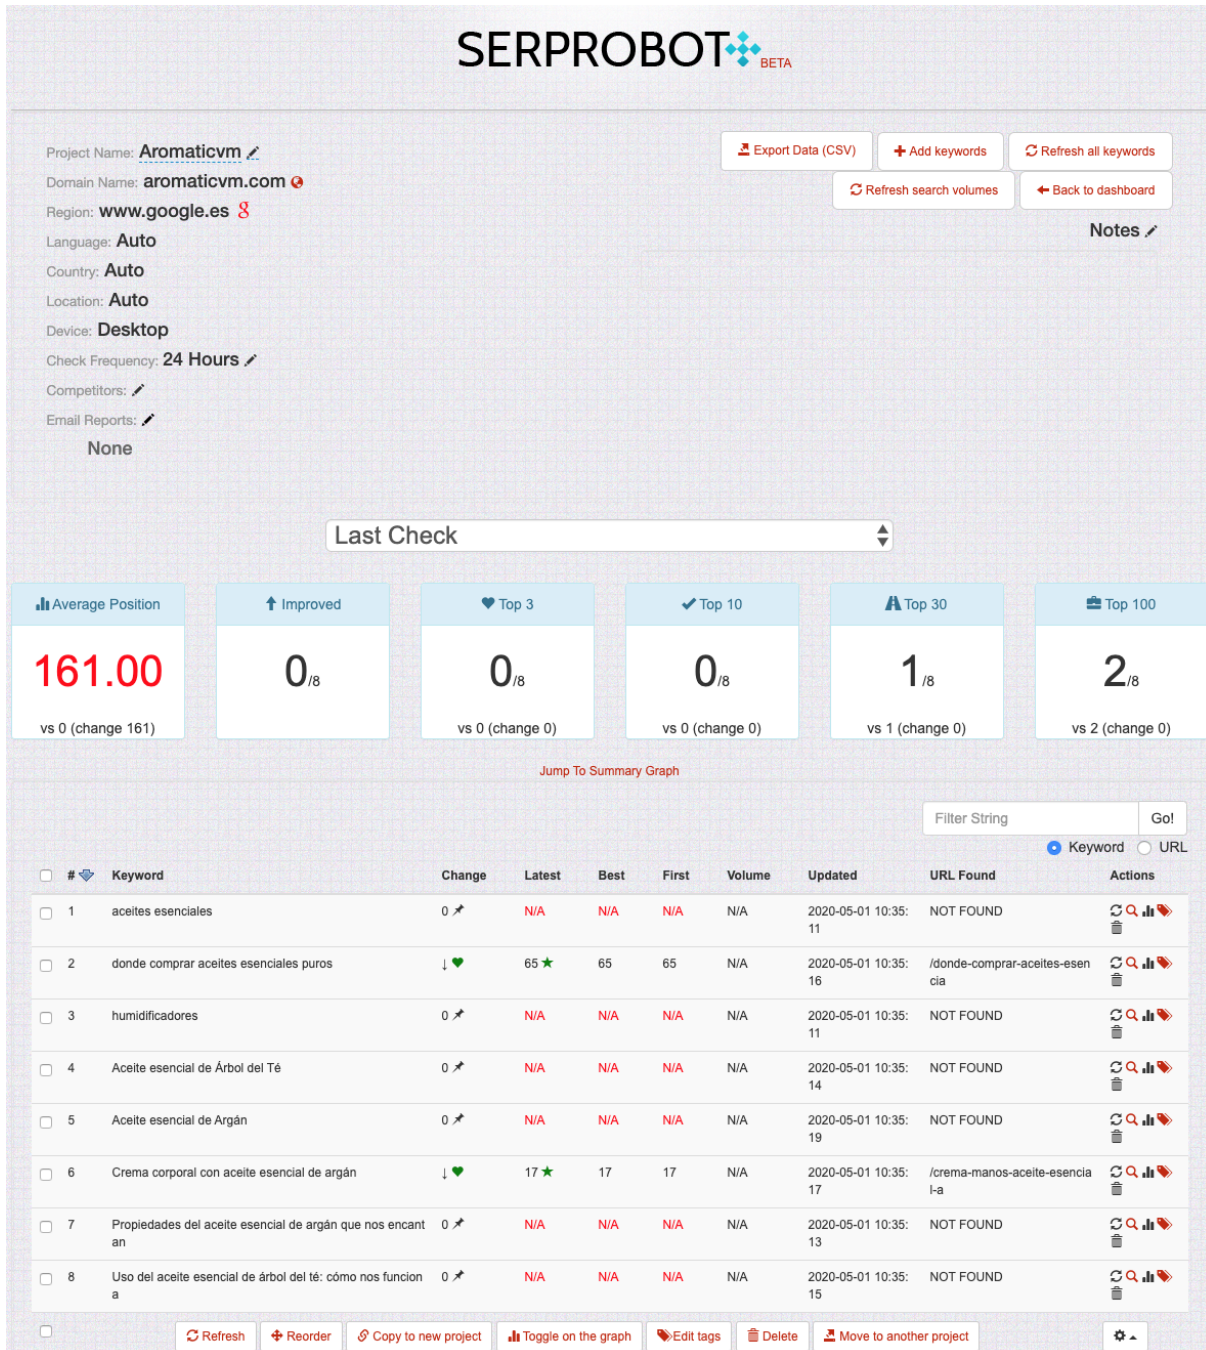 SERPROBOT BETA
Project Name: Aromaticvm
Domain Name: aromaticvm.com
Region: www.google.es g
Language: Auto
Country: Auto
Location: Auto
Device: Desktop
Check Frequency: 24 Hours
Competitors:
Email Reports:
None
Export Data (CSV) Add keywords Refresh all keywords
Refresh search volumes Back to dashboard
Notes
Last Check
Average Position Improved Top 3 Top 10 Top 30 Top 100
161.00 0/8 0/8 0/8 1/8 2/8
vs 0 (change 161) vs 0 (change 0) vs 0 (change 0) vs 1 (change 0) vs 2 (change 0)
Jump To Summary Graph
Filter String Go!
Keyword URL
# Keyword Change Latest Best First Volume Updated URL Found Actions
1 aceites esenciales 0 N/A N/A N/A N/A 2020-05-01 10:35: NOT FOUND
11
2 donde comprar aceites esenciales puros ↓ 65 65 65 N/A 2020-05-01 10:35: /donde-comprar-aceites-esen
16 cia
3 humidificadores 0 N/A N/A N/A N/A 2020-05-01 10:35: NOT FOUND
11
4 Aceite esencial de Árbol del Té 0 N/A N/A N/A N/A 2020-05-01 10:35: NOT FOUND
14
5 Aceite esencial de Argán 0 N/A N/A N/A N/A 2020-05-01 10:35: NOT FOUND
19
6 Crema corporal con aceite esencial de argán ↓ 17 17 17 N/A 2020-05-01 10:35: /crema-manos-aceite-esencia
17 l-a
7 Propiedades del aceite esencial de argán que nos encant 0 N/A N/A N/A N/A 2020-05-01 10:35: NOT FOUND
an 13
8 Uso del aceite esencial de árbol del té: cómo nos funcion 0 N/A N/A N/A N/A 2020-05-01 10:35: NOT FOUND
a 15
Refresh Reorder Copy to new project Toggle on the graph Edit tags Delete Move to another project